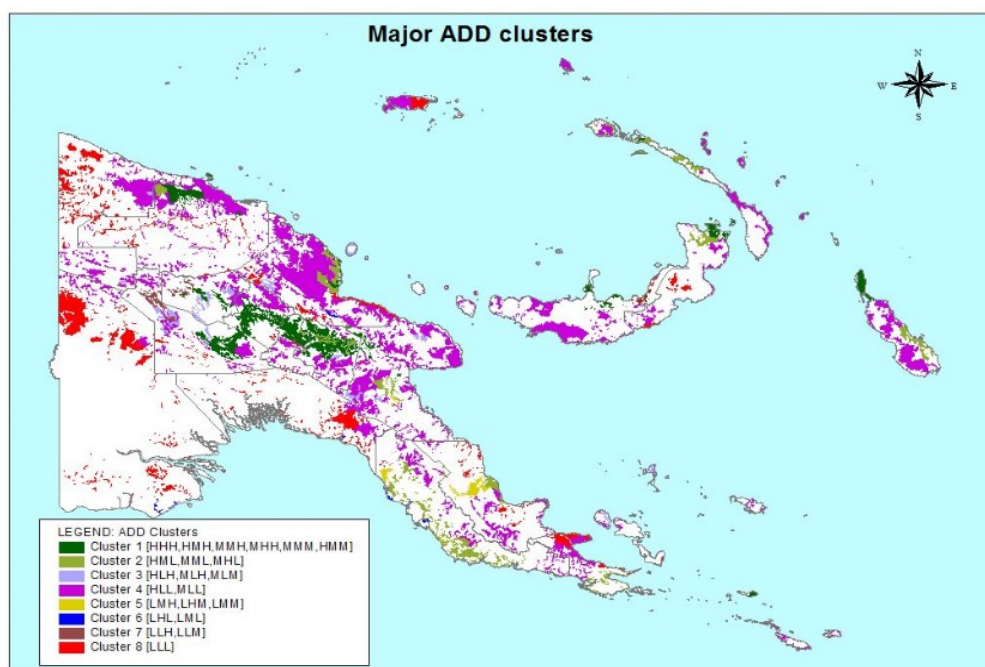 Major ADD clusters
N
W
E
S
LEGEND: ADD Clusters
Cluster 1 [HHH,HMH,MMH,MHH,MMM,HMM]
Cluster 2 [HML,MML,MHL]
Cluster 3 [HLH,MLH,MLM]
Cluster 4 [HLL,MLL]
Cluster 5 [LMH,LHM,LMM]
Cluster 6 [LHL,LML]
Cluster 7 [LLH,LLM]
Cluster 8 [LLL]